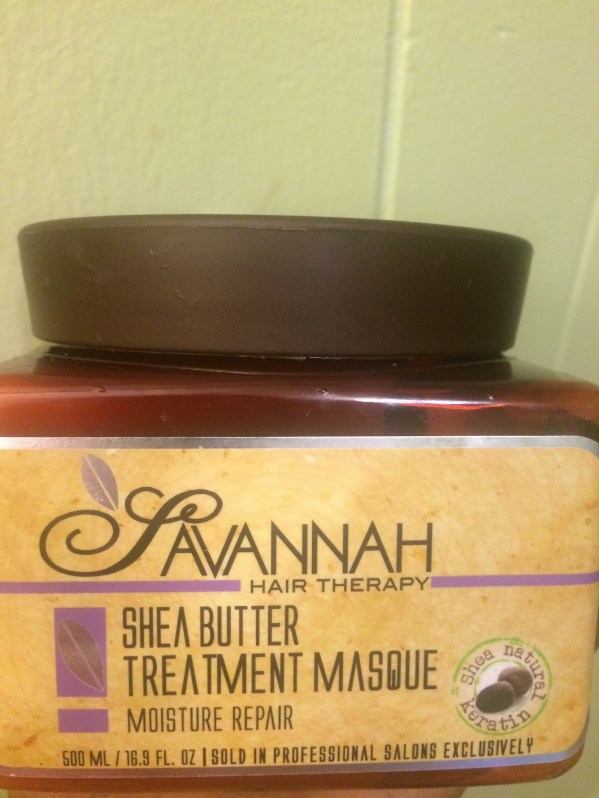 SAVANNAH
HAIR THERAPY
SHEA BUTTER
TREATMENT MASQUE
MOISTURE REPAIR
Shea natural
Keratin
500 ML / 16.9 FL. OZ | SOLD IN PROFESSIONAL SALONS EXCLUSIVELY